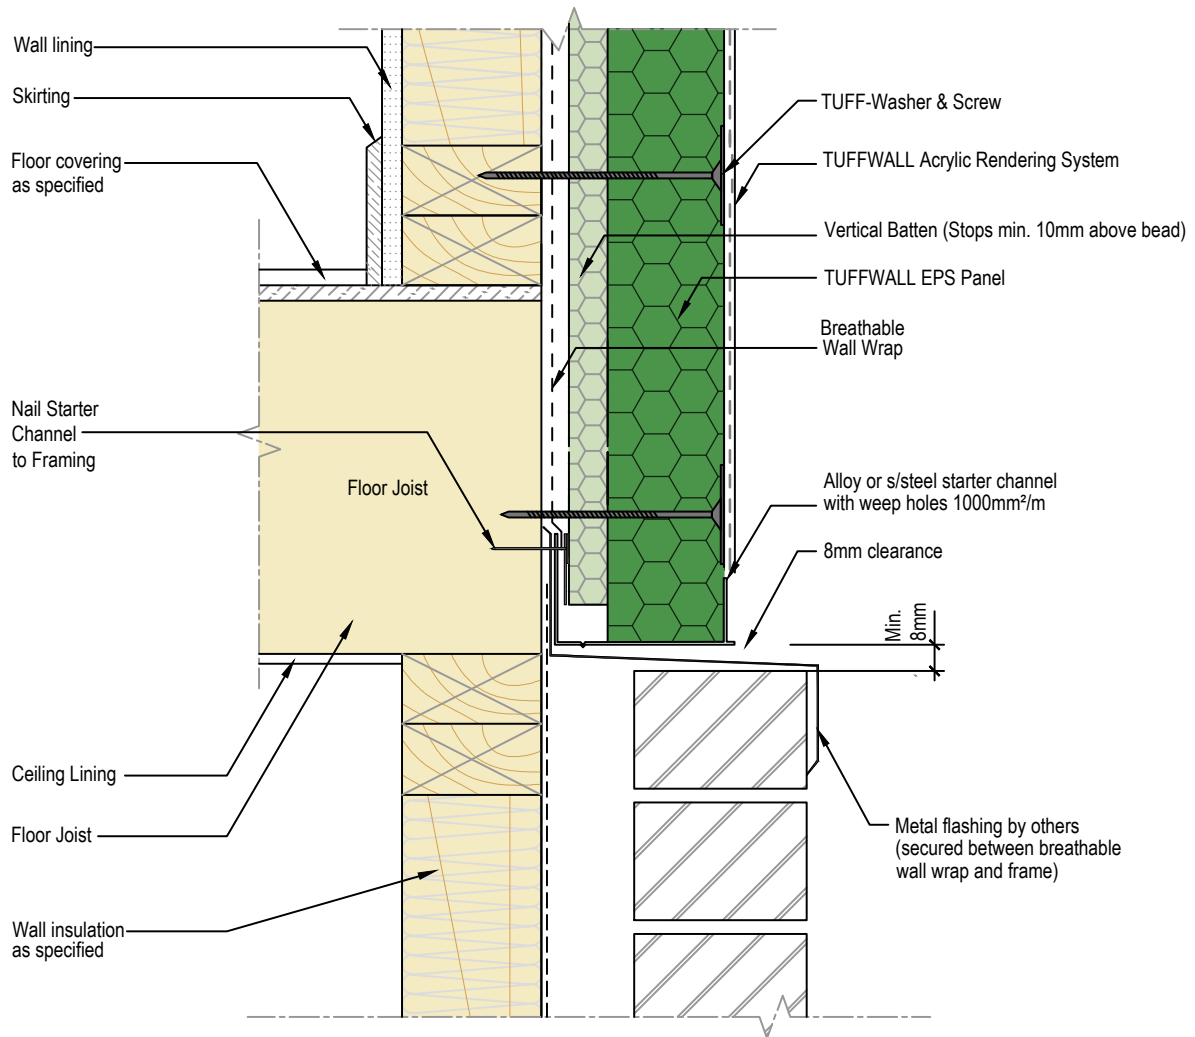 Wall lining
Skirting
Floor covering
as specified
TUFF-Washer & Screw
TUFFWALL Acrylic Rendering System
Vertical Batten (Stops min. 10mm above bead)
TUFFWALL EPS Panel
Breathable
Wall Wrap
Nail Starter
Channel
to Framing
Floor Joist
Alloy or s/steel starter channel
with weep holes 1000mm²/m
8mm clearance
Min.
8mm
Ceiling Lining
Floor Joist
Wall insulation
as specified
Metal flashing by others
(secured between breathable
wall wrap and frame)